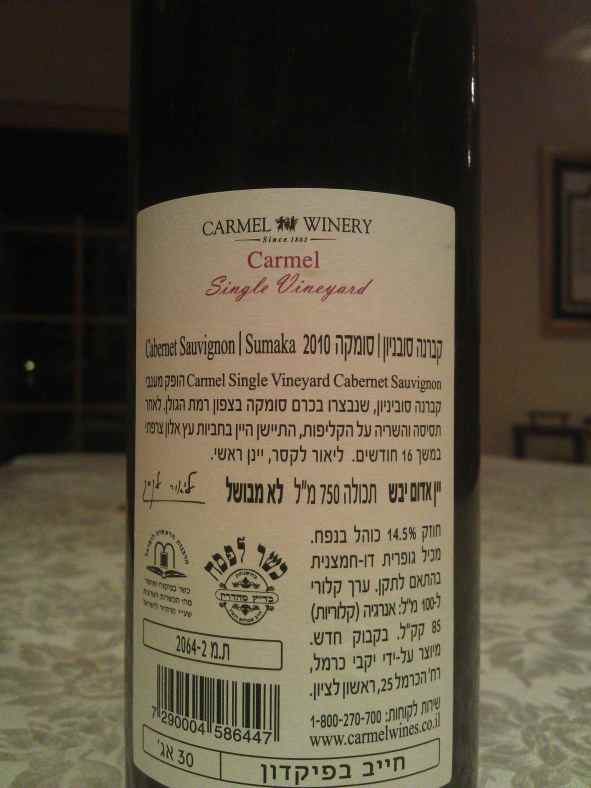 CARMEL WINERY
Since 1882
Carmel
Single Vineyard
Cabernet Sauvignon | Sumaka 2010 קברנה סובניון | סומקה
Carmel Single Vineyard Cabernet Sauvignon הופק מענבי
קברנה סוביניון, שנבצרו בכרם סומקה בצפון רמת הגולן. לאחר
תסיסה והשריה על הקליפות, התיישן היין בחביות עץ אלון צרפתי
במשך 16 חודשים. ליאור לקסר, יינן ראשי.
יין אדום יבש תכולה 750 מ"ל לא מבושל
חוזק 14.5% כוהל בנפח.
מכיל גופרית דו-חמצנית
בהתאם לתקן. ערך קלורי
ל-100 מ"ל: אנרגיה (קלוריות)
85 קק"ל. בקבוק חדש.
מיוצר על-ידי יקבי כרמל,
רח' הכרמל 25, ראשון לציון.
שירות לקוחות: 1-800-270-700
www.carmelwines.co.il
כשר לפסח
בד"ץ מהדרין
ת.מ 2-2064
7 290004 586447
חייב בפיקדון
30 אג'